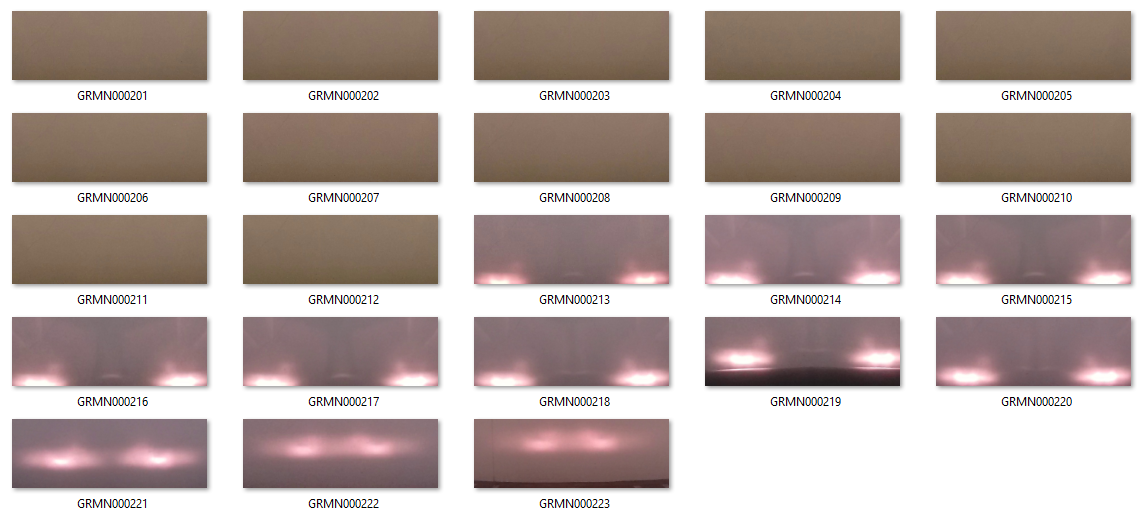 GRMN000201 GRMN000202 GRMN000203 GRMN000204 GRMN000205
GRMN000206 GRMN000207 GRMN000208 GRMN000209 GRMN000210
GRMN000211 GRMN000212 GRMN000213 GRMN000214 GRMN000215
GRMN000216 GRMN000217 GRMN000218 GRMN000219 GRMN000220
GRMN000221 GRMN000222 GRMN000223